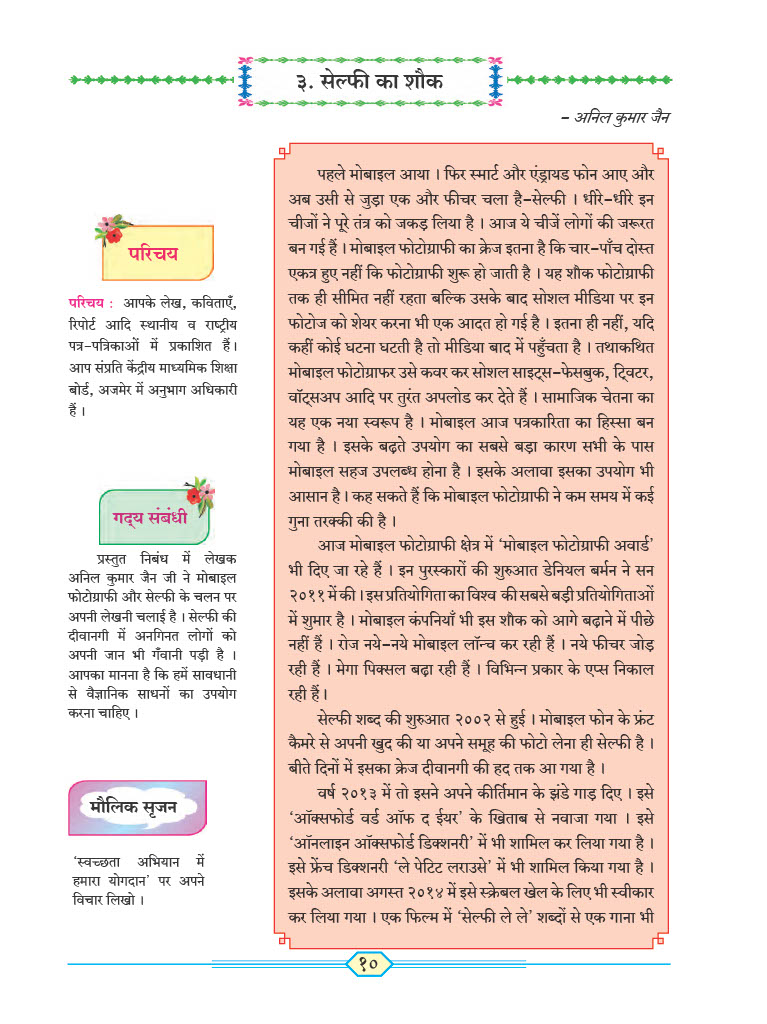 ३. सेल्फी का शौक
– अनिल कुमार जैन
परिचय
परिचय : आपके लेख, कविताएँ,
रिपोर्ट आदि स्थानीय व राष्ट्रीय
पत्र-पत्रिकाओं में प्रकाशित हैं।
आप संप्रति केंद्रीय माध्यमिक शिक्षा
बोर्ड, अजमेर में अनुभाग अधिकारी
हैं ।
गद्य संबंधी
प्रस्तुत निबंध में लेखक
अनिल कुमार जैन जी ने मोबाइल
फोटोग्राफी और सेल्फी के चलन पर
अपनी लेखनी चलाई है । सेल्फी की
दीवानगी में अनगिनत लोगों को
अपनी जान भी गँवानी पड़ी है ।
आपका मानना है कि हमें सावधानी
से वैज्ञानिक साधनों का उपयोग
करना चाहिए ।
मौलिक सृजन
‘स्वच्छता अभियान में
हमारा योगदान’ पर अपने
विचार लिखो ।
पहले मोबाइल आया । फिर स्मार्ट और एंड्रायड फोन आए और
अब उसी से जुड़ा एक और फीचर चला है-सेल्फी । धीरे-धीरे इन
चीजों ने पूरे तंत्र को जकड़ लिया है । आज ये चीजें लोगों की जरूरत
बन गई हैं । मोबाइल फोटोग्राफी का क्रेज इतना है कि चार-पाँच दोस्त
एकत्र हुए नहीं कि फोटोग्राफी शुरू हो जाती है । यह शौक फोटोग्राफी
तक ही सीमित नहीं रहता बल्कि उसके बाद सोशल मीडिया पर इन
फोटोज को शेयर करना भी एक आदत हो गई है । इतना ही नहीं, यदि
कहीं कोई घटना घटती है तो मीडिया बाद में पहुँचता है । तथाकथित
मोबाइल फोटोग्राफर उसे कवर कर सोशल साइट्स-फेसबुक, ट्विटर,
वॉट्सअप आदि पर तुरंत अपलोड कर देते हैं । सामाजिक चेतना का
यह एक नया स्वरूप है । मोबाइल आज पत्रकारिता का हिस्सा बन
गया है । इसके बढ़ते उपयोग का सबसे बड़ा कारण सभी के पास
मोबाइल सहज उपलब्ध होना है । इसके अलावा इसका उपयोग भी
आसान है । कह सकते हैं कि मोबाइल फोटोग्राफी ने कम समय में कई
गुना तरक्की की है ।
आज मोबाइल फोटोग्राफी क्षेत्र में ‘मोबाइल फोटोग्राफी अवार्ड’
भी दिए जा रहे हैं । इन पुरस्कारों की शुरुआत डेनियल बर्मन ने सन
२०११ में की । इस प्रतियोगिता का विश्व की सबसे बड़ी प्रतियोगिताओं
में शुमार है । मोबाइल कंपनियाँ भी इस शौक को आगे बढ़ाने में पीछे
नहीं हैं । रोज नये-नये मोबाइल लॉन्च कर रही हैं । नये फीचर जोड़
रही हैं । मेगा पिक्सल बढ़ा रही हैं । विभिन्न प्रकार के एप्स निकाल
रही हैं ।
सेल्फी शब्द की शुरुआत २००२ से हुई । मोबाइल फोन के फ्रंट
कैमरे से अपनी खुद की या अपने समूह की फोटो लेना ही सेल्फी है ।
बीते दिनों में इसका क्रेज दीवानगी की हद तक आ गया है ।
वर्ष २०१३ में तो इसने अपने कीर्तिमान के झंडे गाड़ दिए । इसे
‘ऑक्सफोर्ड वर्ड ऑफ द ईयर’ के खिताब से नवाजा गया । इसे
‘ऑनलाइन ऑक्सफोर्ड डिक्शनरी’ में भी शामिल कर लिया गया है ।
इसे फ्रेंच डिक्शनरी ‘ले पेटिट लराउसे’ में भी शामिल किया गया है ।
इसके अलावा अगस्त २०१४ में इसे स्क्रेबल खेल के लिए भी स्वीकार
कर लिया गया । एक फिल्म में ‘सेल्फी ले ले’ शब्दों से एक गाना भी
१०